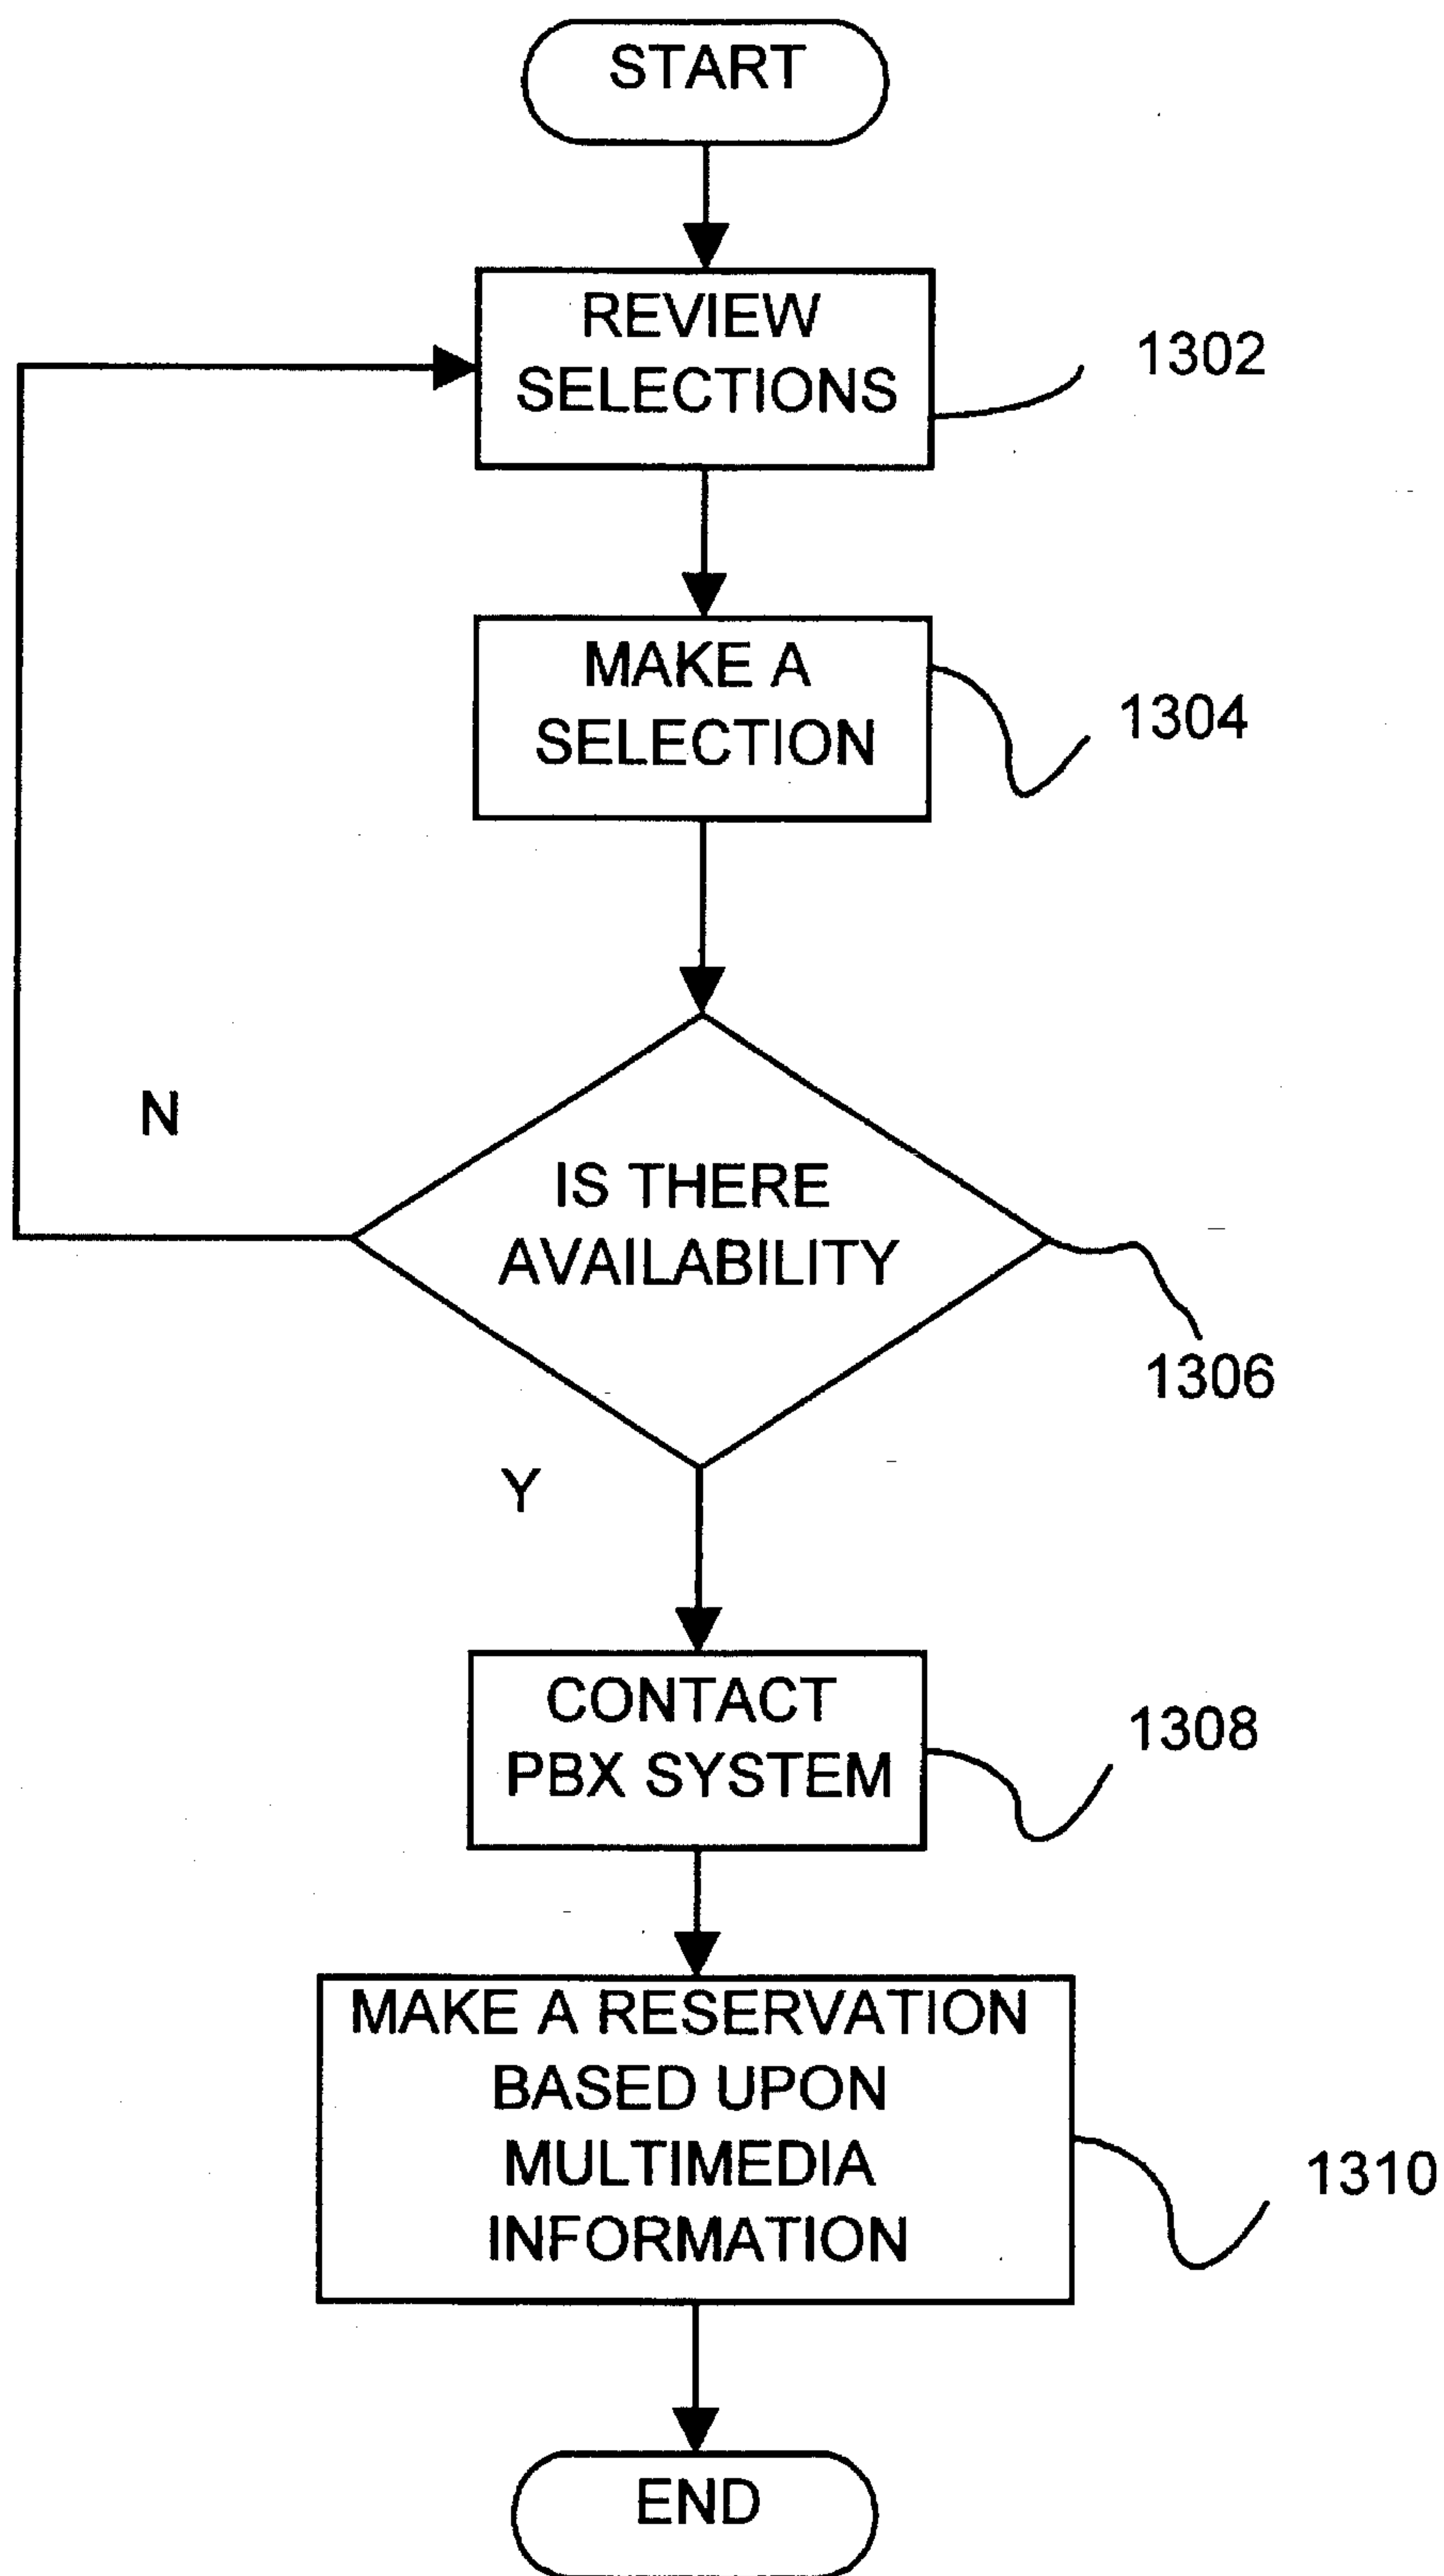 START
REVIEW
SELECTIONS
1302
MAKE A
SELECTION
1304
N
IS THERE
AVAILABILITY
1306
Y
CONTACT
PBX SYSTEM
1308
MAKE A RESERVATION
BASED UPON
MULTIMEDIA
INFORMATION
1310
END